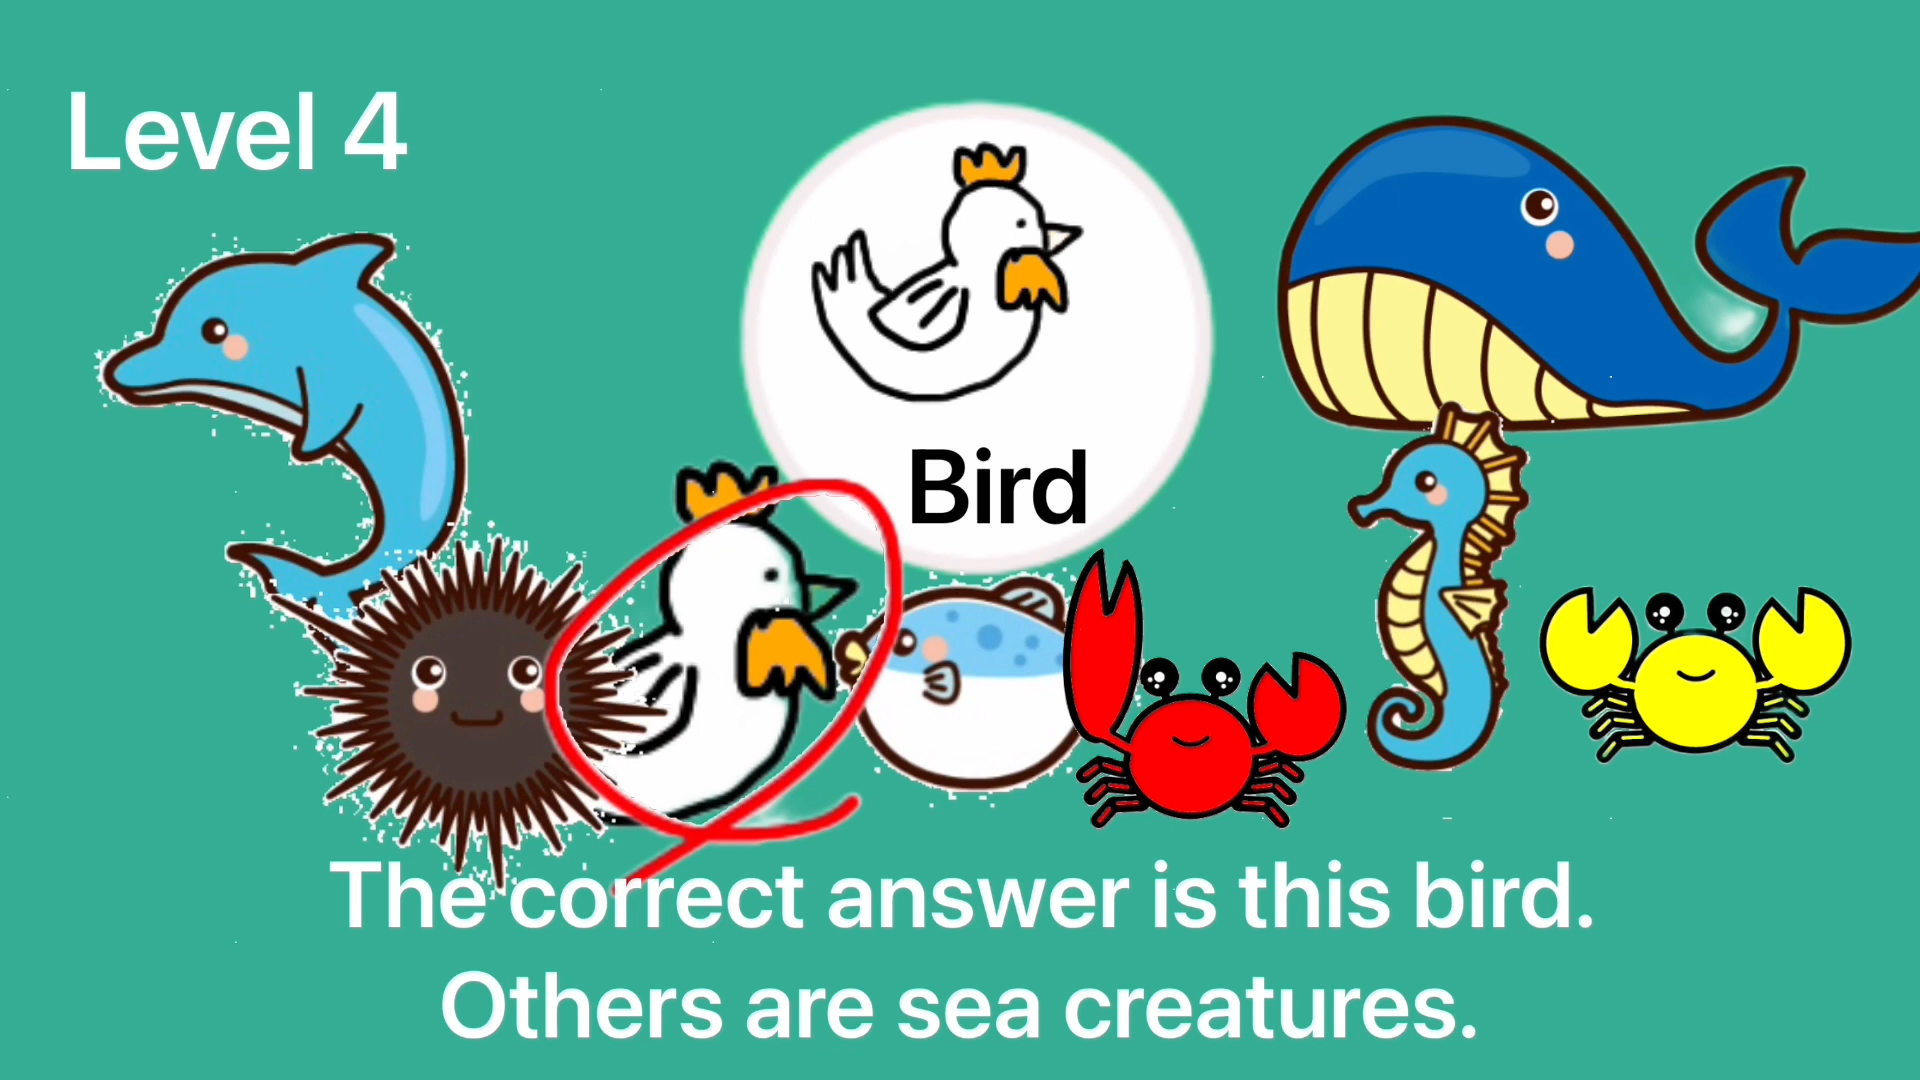 Level 4
Bird
The correct answer is this bird.
Others are sea creatures.